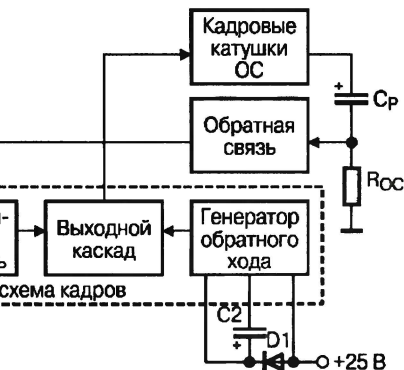 Кадровые
катушки
ОС
+
Cр
Обратная
связь
Rос
Выходной
каскад
Генератор
обратного
хода
схема кадров
C2
+
D1
+25 В